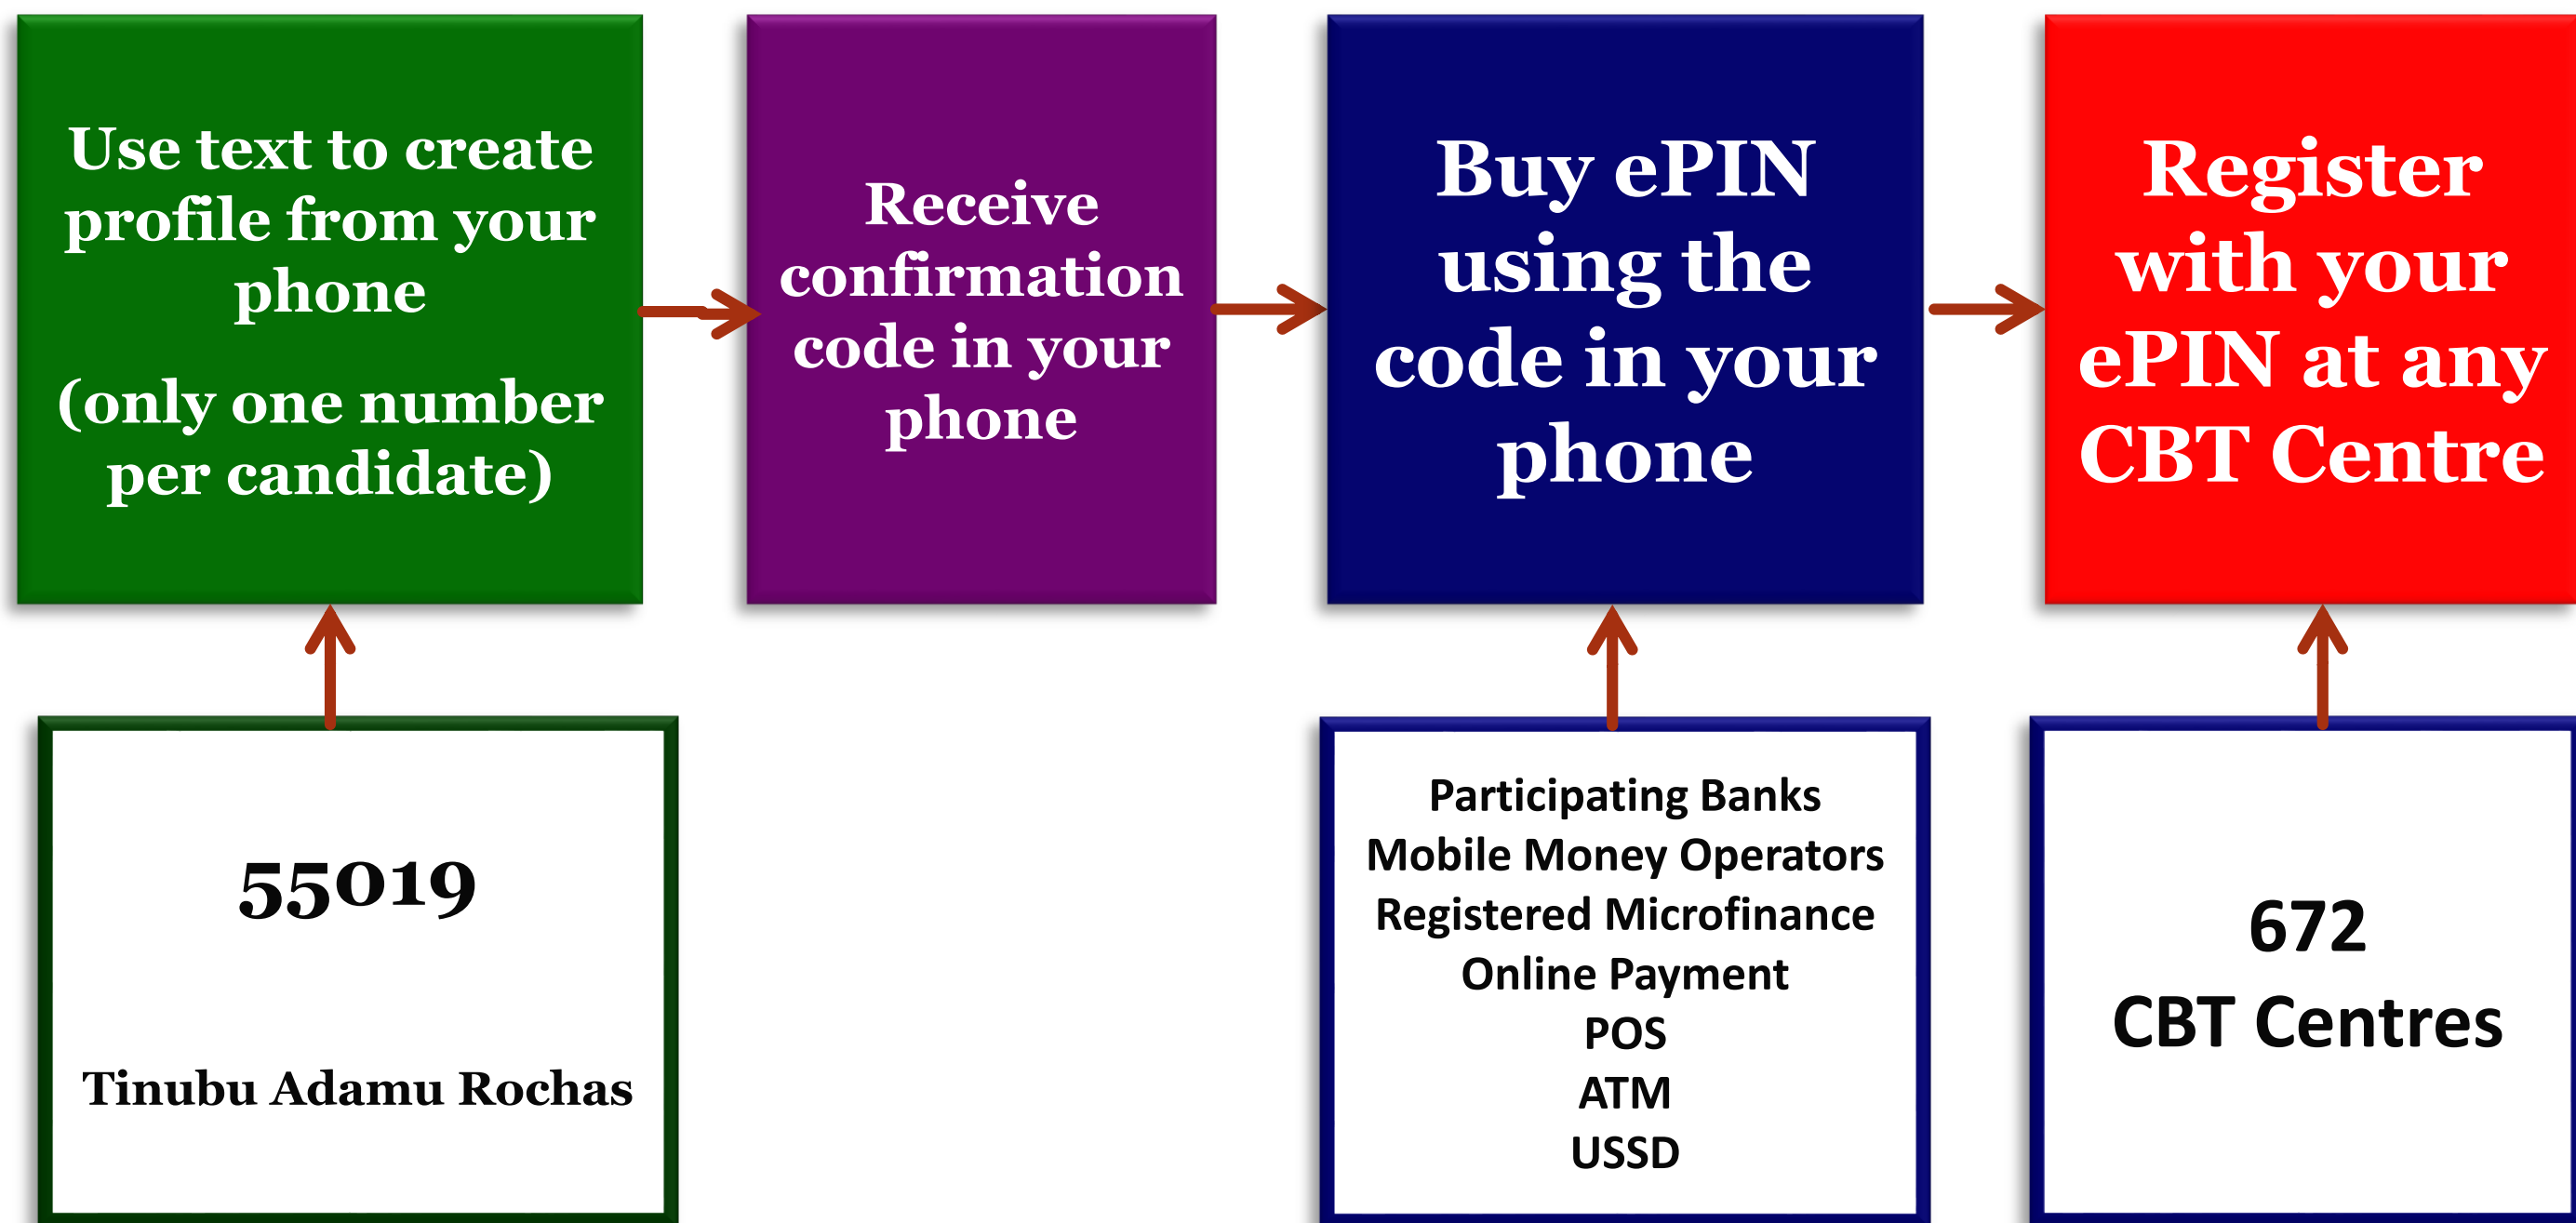 Use text to create
profile from your
phone
(only one number
per candidate)
Receive
confirmation
code in your
phone
Buy ePIN
using the
code in your
phone
Register
with your
ePIN at any
CBT Centre
55019
Tinubu Adamu Rochas
Participating Banks
Mobile Money Operators
Registered Microfinance
Online Payment
POS
ATM
USSD
672
CBT Centres